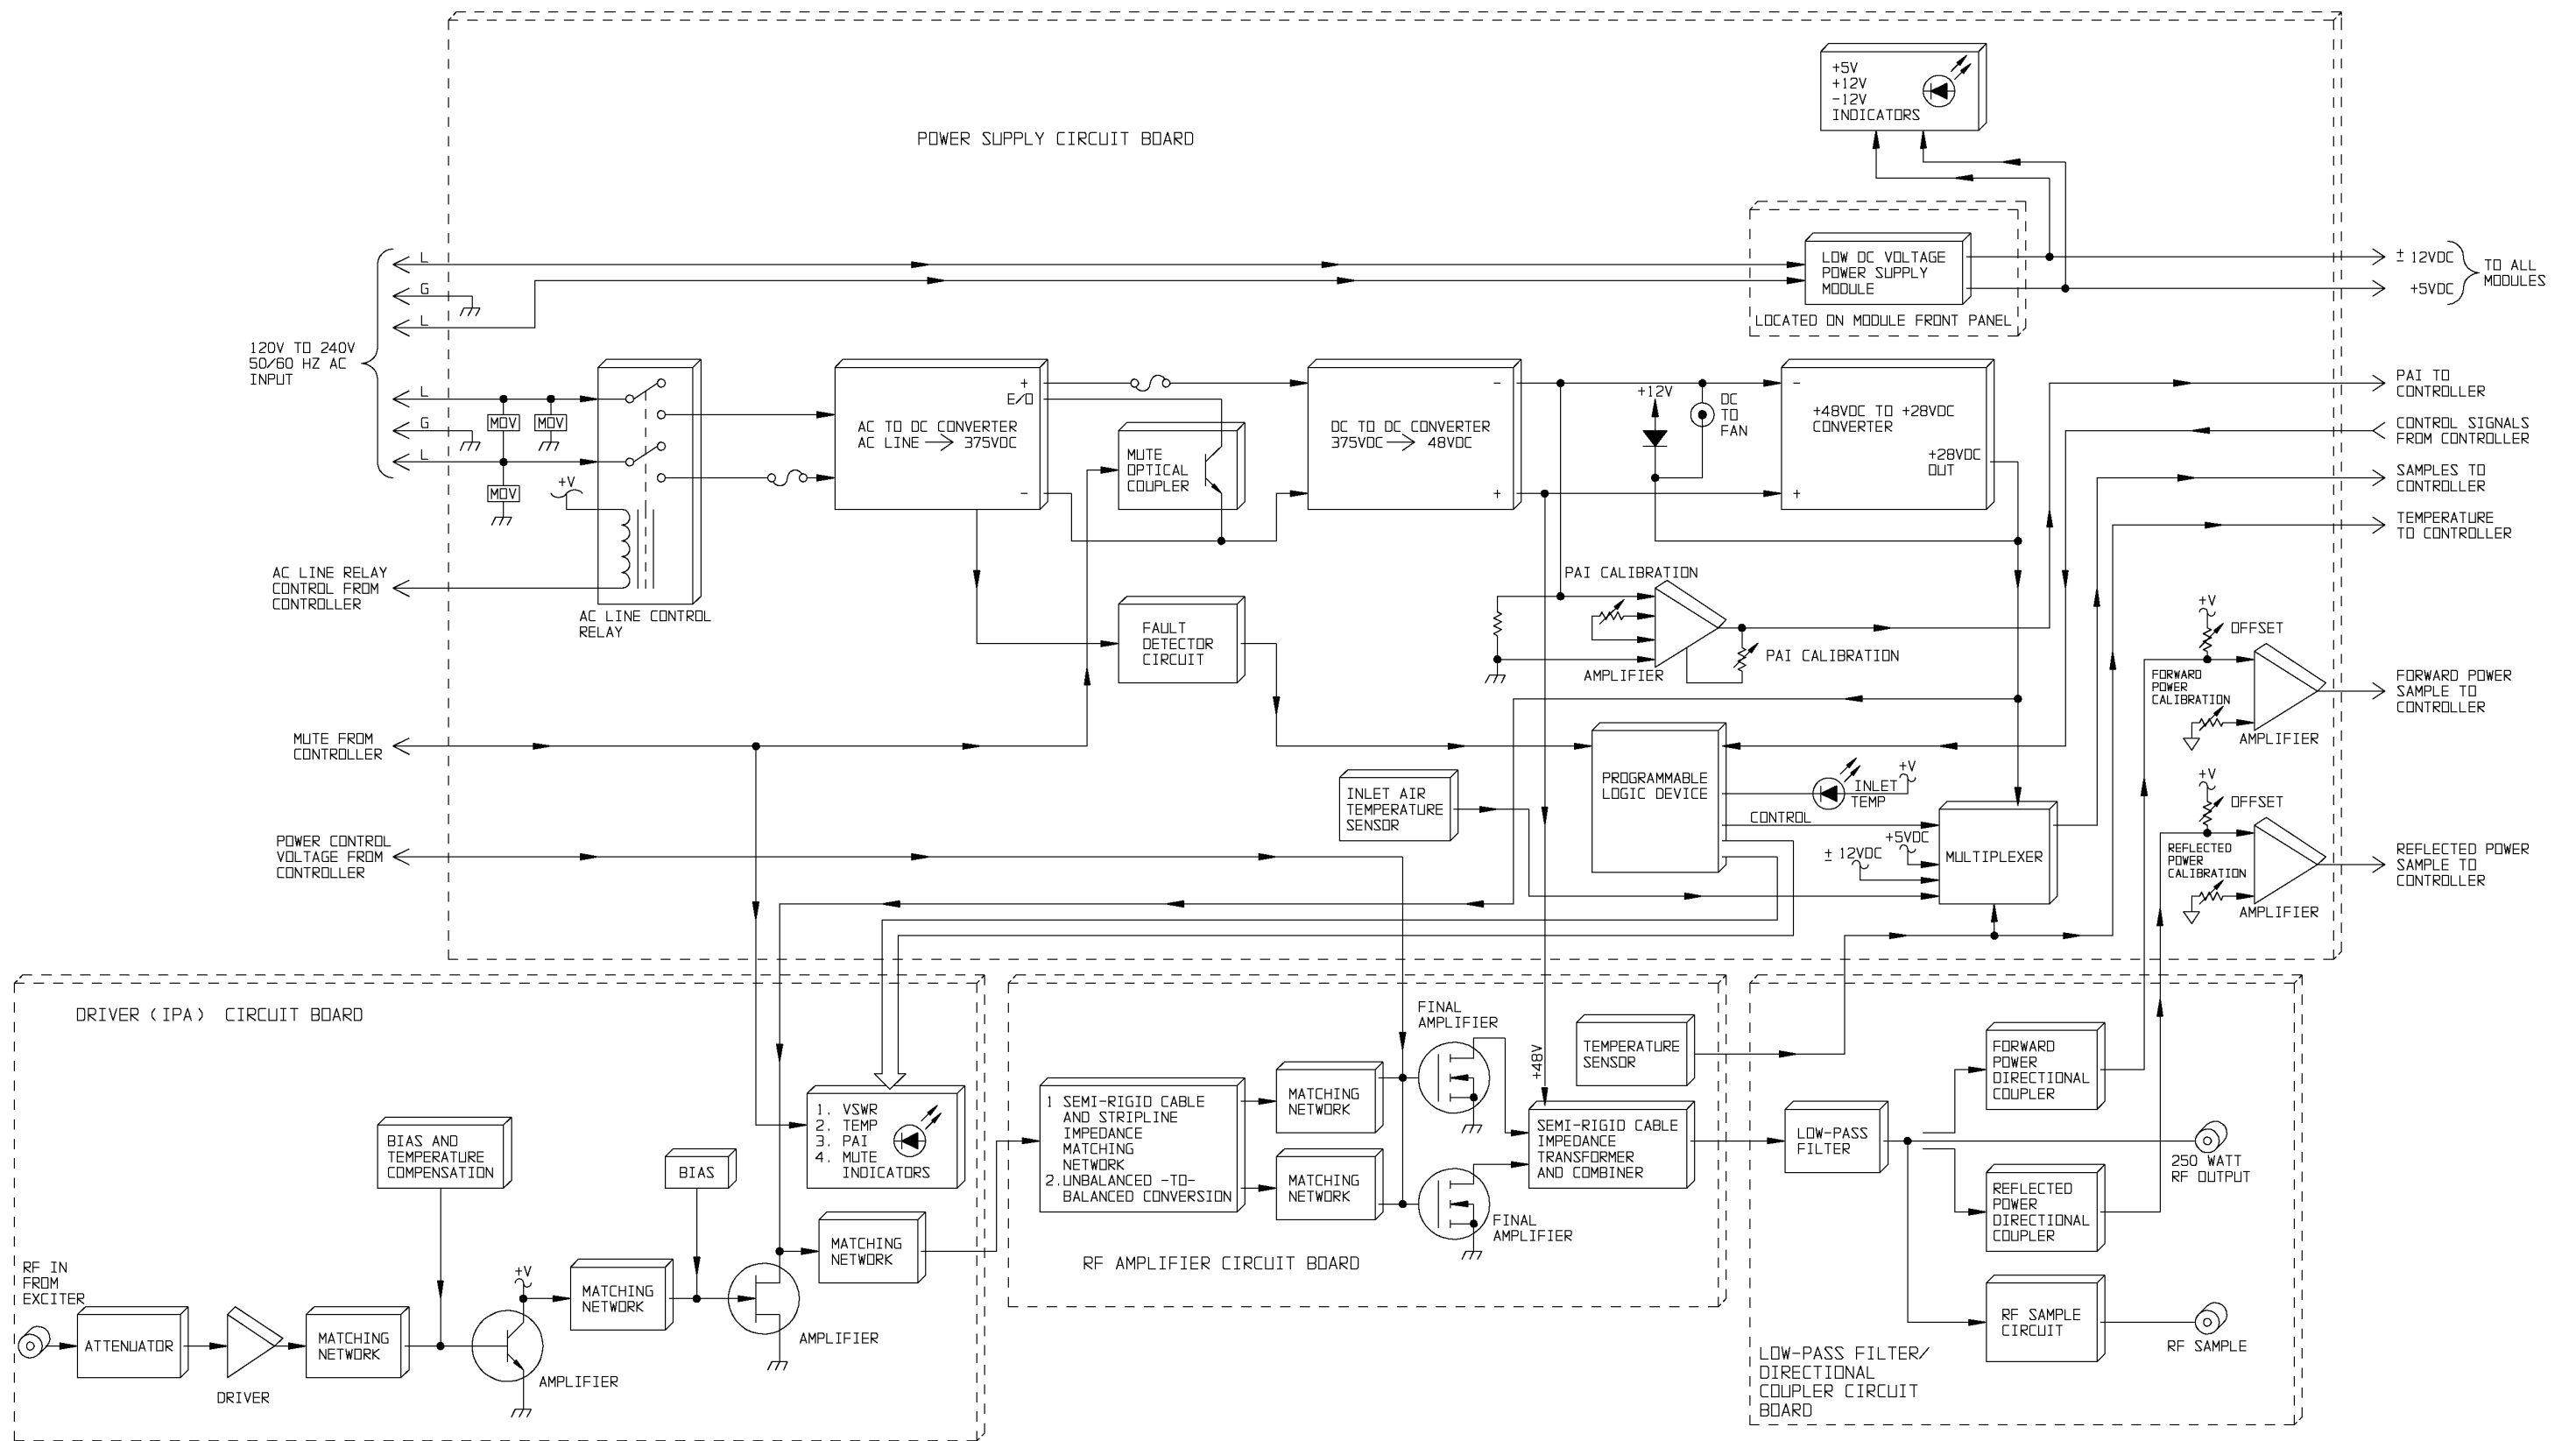 POWER SUPPLY CIRCUIT BOARD
+5V
+12V
-12V
INDICATORS
LOW DC VOLTAGE
POWER SUPPLY
MODULE
LOCATED ON MODULE FRONT PANEL
± 12VDC
+5VDC
TO ALL
MODULES
120V TO 240V
50/60 HZ AC
INPUT
L
G
L
L
G
L
MOV
MOV
MOV
+V
AC LINE CONTROL
RELAY
AC LINE RELAY
CONTROL FROM
CONTROLLER
+
E/O
AC TO DC CONVERTER
AC LINE → 375VDC
-
MUTE
OPTICAL
COUPLER
-
DC TO DC CONVERTER
375VDC → 48VDC
+
+12V
DC
TO
FAN
-
+48VDC TO +28VDC
CONVERTER
+28VDC
OUT
+
PAI TO
CONTROLLER
CONTROL SIGNALS
FROM CONTROLLER
SAMPLES TO
CONTROLLER
TEMPERATURE
TO CONTROLLER
FAULT
DETECTOR
CIRCUIT
PAI CALIBRATION
PAI CALIBRATION
AMPLIFIER
+V
OFFSET
FORWARD
POWER
CALIBRATION
AMPLIFIER
FORWARD POWER
SAMPLE TO
CONTROLLER
MUTE FROM
CONTROLLER
INLET AIR
TEMPERATURE
SENSOR
PROGRAMMABLE
LOGIC DEVICE
INLET
TEMP
+V
CONTROL
+5VDC
± 12VDC
MULTIPLEXER
+V
OFFSET
REFLECTED
POWER
CALIBRATION
AMPLIFIER
REFLECTED POWER
SAMPLE TO
CONTROLLER
POWER CONTROL
VOLTAGE FROM
CONTROLLER
DRIVER (IPA) CIRCUIT BOARD
RF IN
FROM
EXCITER
ATTENUATOR
DRIVER
MATCHING
NETWORK
BIAS AND
TEMPERATURE
COMPENSATION
+V
AMPLIFIER
MATCHING
NETWORK
BIAS
AMPLIFIER
1. VSWR
2. TEMP
3. PAI
4. MUTE
INDICATORS
MATCHING
NETWORK
1 SEMI-RIGID CABLE
AND STRIPLINE
IMPEDANCE
MATCHING
NETWORK
2.UNBALANCED -TO-
BALANCED CONVERSION
MATCHING
NETWORK
MATCHING
NETWORK
FINAL
AMPLIFIER
FINAL
AMPLIFIER
+48V
TEMPERATURE
SENSOR
SEMI-RIGID CABLE
IMPEDANCE
TRANSFORMER
AND COMBINER
RF AMPLIFIER CIRCUIT BOARD
LOW-PASS
FILTER
FORWARD
POWER
DIRECTIONAL
COUPLER
250 WATT
RF OUTPUT
REFLECTED
POWER
DIRECTIONAL
COUPLER
RF SAMPLE
CIRCUIT
RF SAMPLE
LOW-PASS FILTER/
DIRECTIONAL
COUPLER CIRCUIT
BOARD